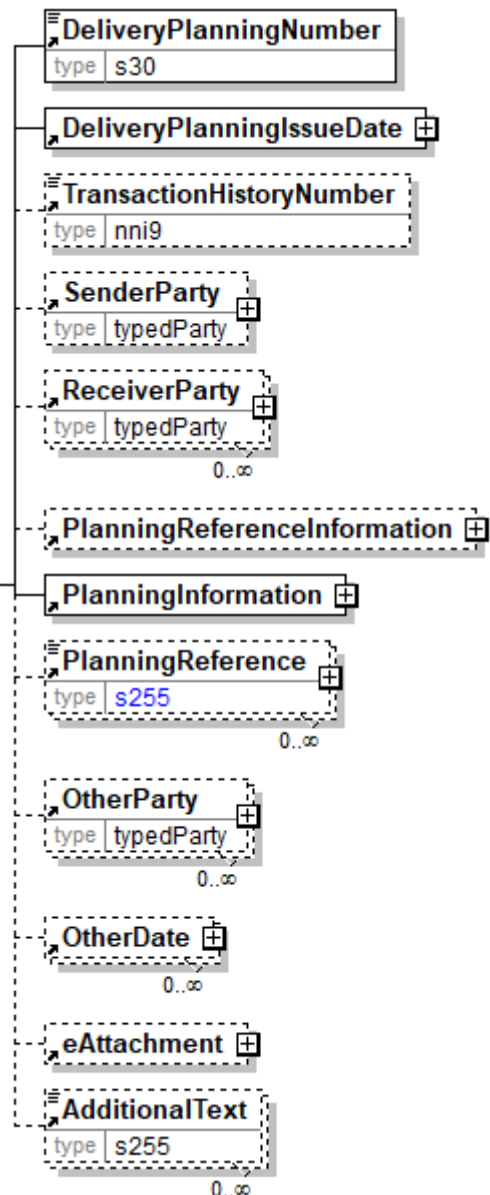 DeliveryPlanningNumber
type s30
DeliveryPlanningIssueDate
TransactionHistoryNumber
type nni9
SenderParty
type typedParty
ReceiverParty
type typedParty
0..∞
PlanningReferenceInformation
PlanningInformation
PlanningReference
type s255
0..∞
OtherParty
type typedParty
0..∞
OtherDate
0..∞
eAttachment
AdditionalText
type s255
0..∞